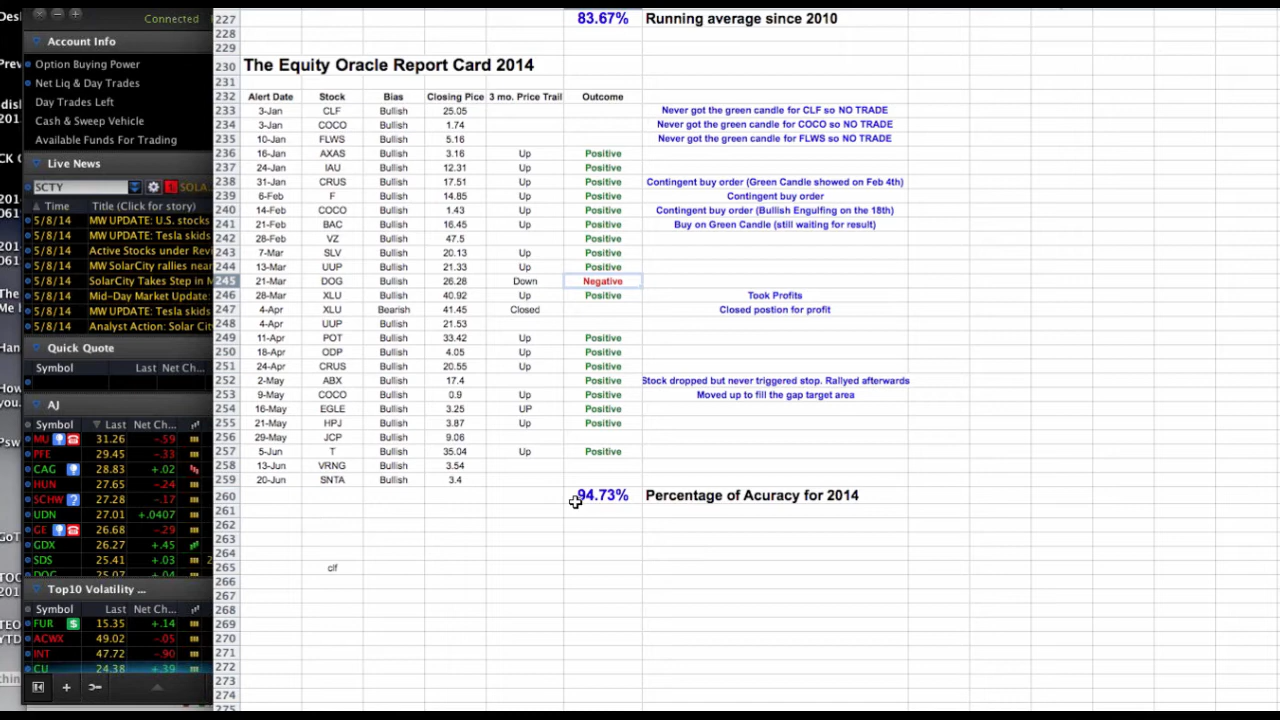 Connected
Account Info
Option Buying Power
Net Liq & Day Trades
Day Trades Left
Cash & Sweep Vehicle
Available Funds For Trading
Live News
SCTY SOLA
Time Title (Click for story)
5/8/14 MW UPDATE: U.S. stocks
5/8/14 MW UPDATE: Tesla skids
5/8/14 Active Stocks under Revi
5/8/14 MW SolarCity rallies near
5/8/14 SolarCity Takes Step in M
5/8/14 Mid-Day Market Update:
5/8/14 MW UPDATE: Tesla skids
5/8/14 Analyst Action: Solar Cit
Quick Quote
Symbol Last Net Ch...
AJ
Symbol Last Net Ch...
MU 31.26 -.59
PFE 29.45 -.33
CAG 28.83 +.02
HUN 27.65 -.24
SCHW 27.28 -.17
UDN 27.01 +.0407
GE 26.68 -.29
GDX 26.27 +.45
SDS 25.41 +.03
DOG 25.07 +.04
Top10 Volatility ...
Symbol Last Net Ch...
FUR $ 15.35 +.14
ACWX 49.02 -.05
INT 47.72 -.90
CU 24.38 +.39
227 83.67% Running average since 2010
228
229
230 The Equity Oracle Report Card 2014
231
232 Alert Date Stock Bias Closing Pice 3 mo. Price Trail Outcome
233 3-Jan CLF Bullish 25.05 Never got the green candle for CLF so NO TRADE
234 3-Jan COCO Bullish 1.74 Never got the green candle for COCO so NO TRADE
235 10-Jan FLWS Bullish 5.16 Never got the green candle for FLWS so NO TRADE
236 16-Jan AXAS Bullish 3.16 Up Positive
237 24-Jan IAU Bullish 12.31 Up Positive
238 31-Jan CRUS Bullish 17.51 Up Positive Contingent buy order (Green Candle showed on Feb 4th)
239 6-Feb F Bullish 14.85 Up Positive Contingent buy order
240 14-Feb COCO Bullish 1.43 Up Positive Contingent buy order (Bullish Engulfing on the 18th)
241 21-Feb BAC Bullish 16.45 Up Positive Buy on Green Candle (still waiting for result)
242 28-Feb VZ Bullish 47.5 Positive
243 7-Mar SLV Bullish 20.13 Up Positive
244 13-Mar UUP Bullish 21.33 Up Positive
245 21-Mar DOG Bullish 26.28 Down Negative
246 28-Mar XLU Bullish 40.92 Up Positive Took Profits
247 4-Apr XLU Bearish 41.45 Closed Closed postion for profit
248 4-Apr UUP Bullish 21.53
249 11-Apr POT Bullish 33.42 Up Positive
250 18-Apr ODP Bullish 4.05 Up Positive
251 24-Apr CRUS Bullish 20.55 Up Positive
252 2-May ABX Bullish 17.4 Positive Stock dropped but never triggered stop. Rallyed afterwards
253 9-May COCO Bullish 0.9 Up Positive Moved up to fill the gap target area
254 16-May EGLE Bullish 3.25 UP Positive
255 21-May HPJ Bullish 3.87 Up Positive
256 29-May JCP Bullish 9.06
257 5-Jun T Bullish 35.04 Up Positive
258 13-Jun VRNG Bullish 3.54
259 20-Jun SNTA Bullish 3.4
260 94.73% Percentage of Acuracy for 2014
261
262
263
264
265 clf
266
267
268
269
270
271
272
273
274